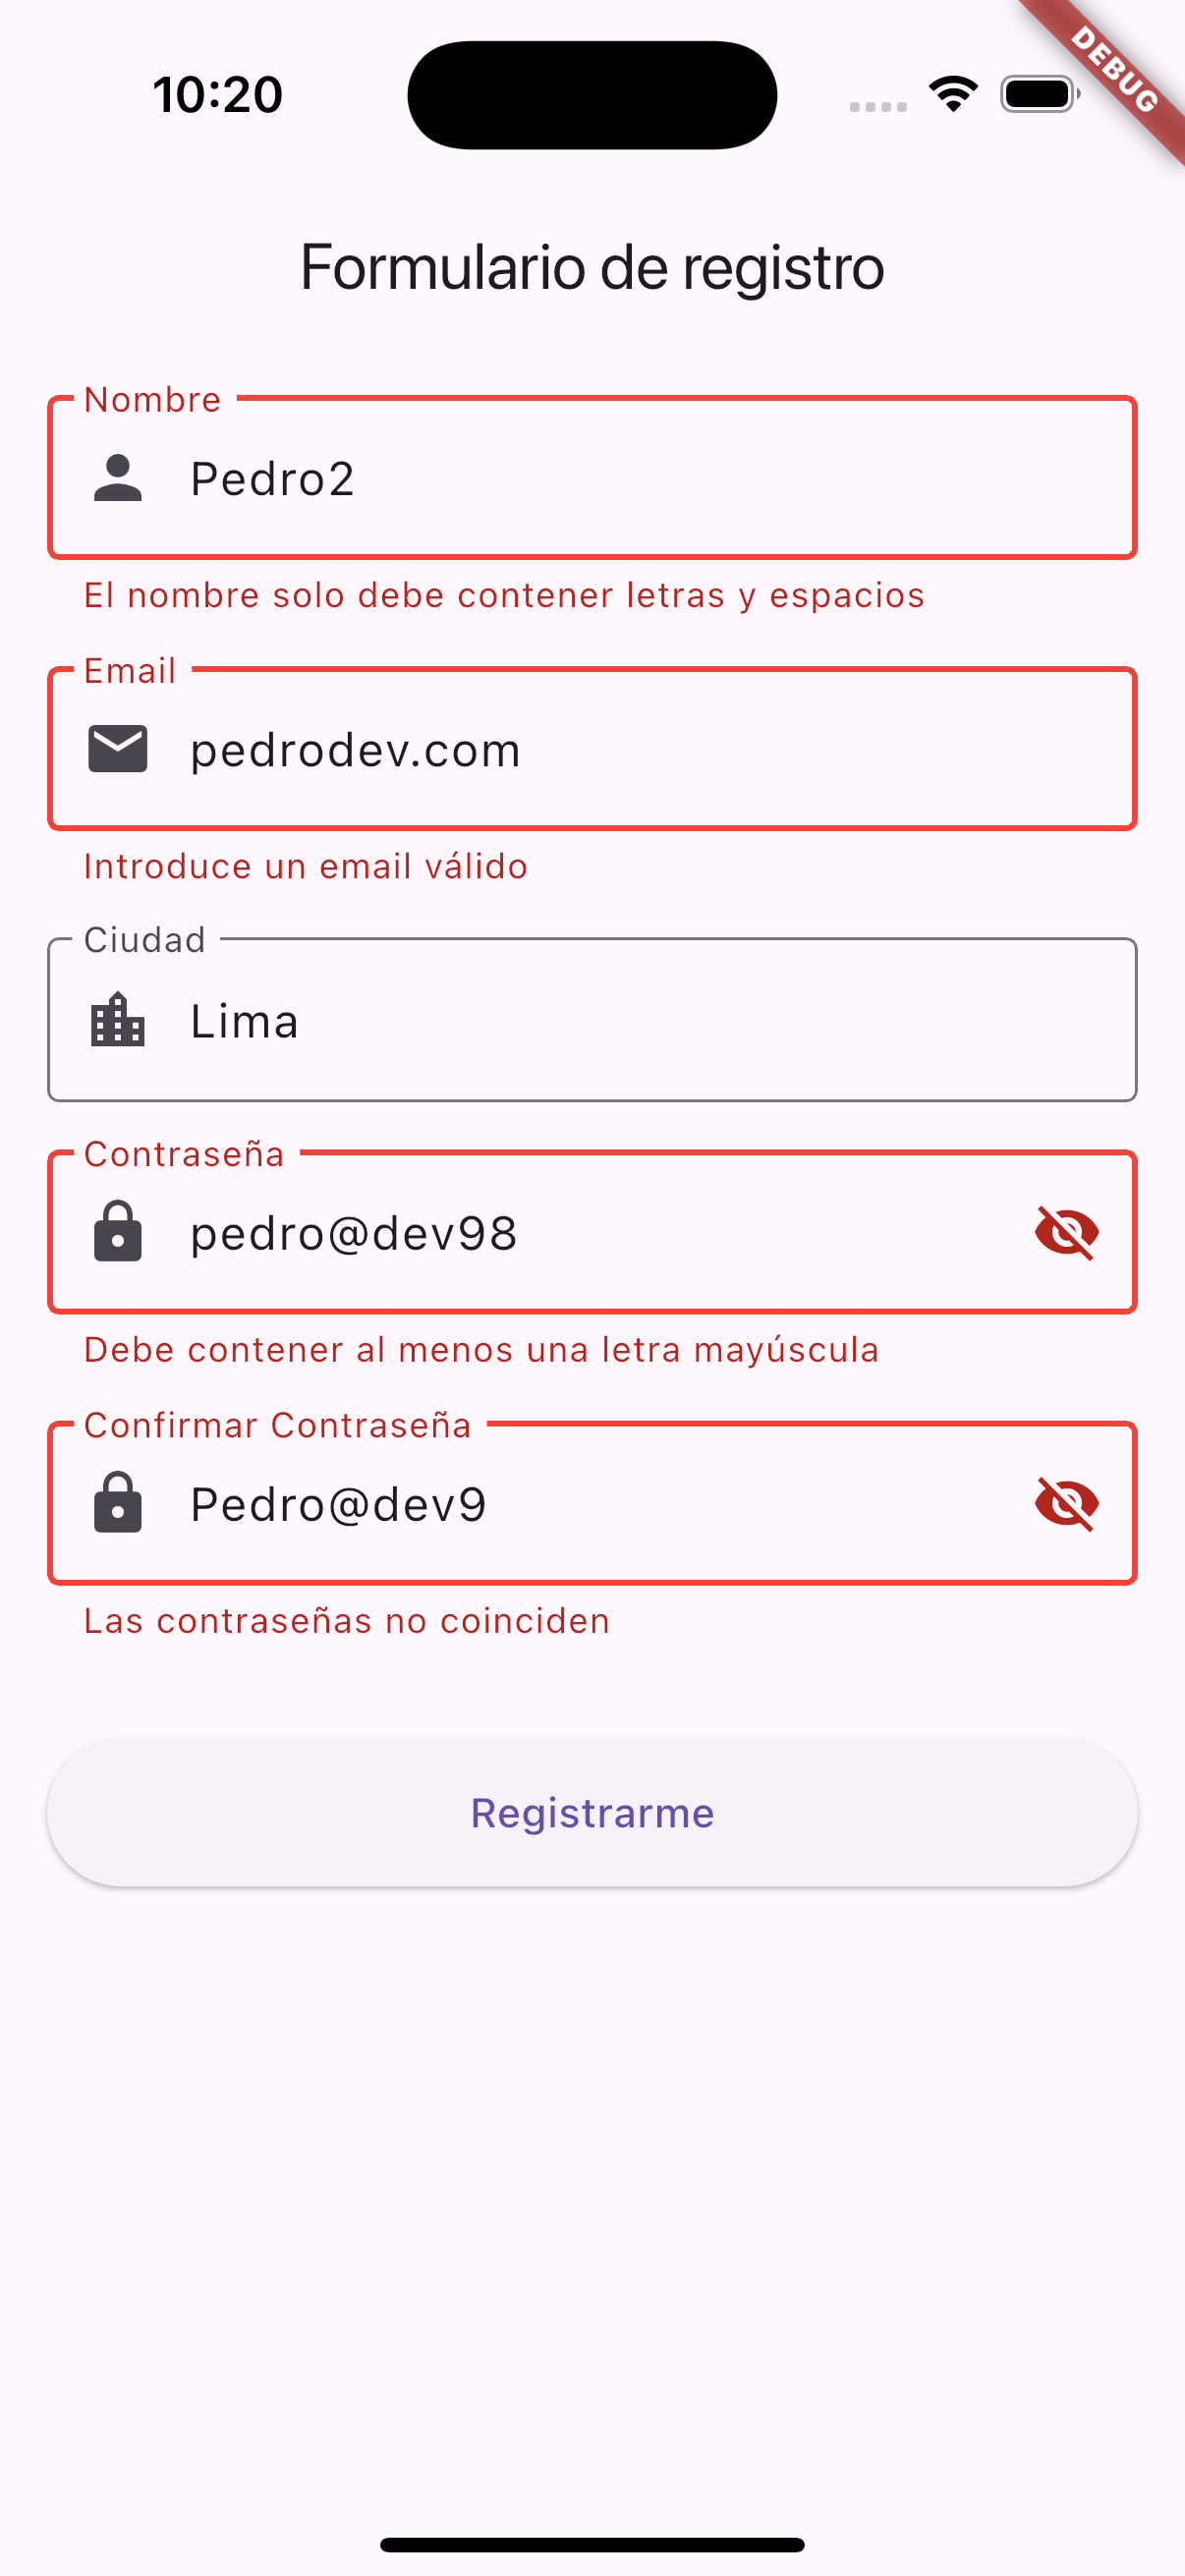 10:20
DEBUG
Formulario de registro
Nombre
Pedro2
El nombre solo debe contener letras y espacios
Email
pedrodev.com
Introduce un email válido
Ciudad
Lima
Contraseña
pedro@dev98
Debe contener al menos una letra mayúscula
Confirmar Contraseña
Pedro@dev9
Las contraseñas no coinciden
Registrarme